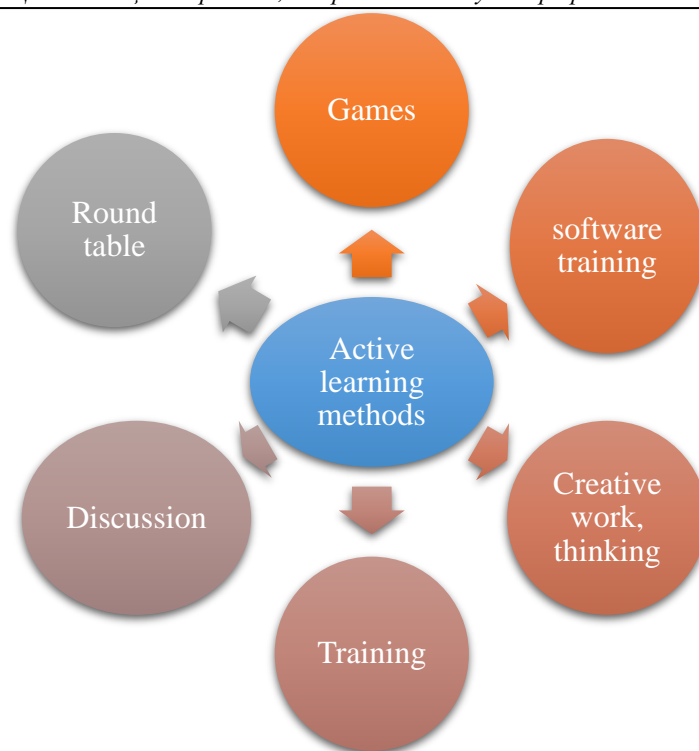 Games
software
training
Creative
work,
thinking
Training
Discussion
Round
table
Active
learning
methods